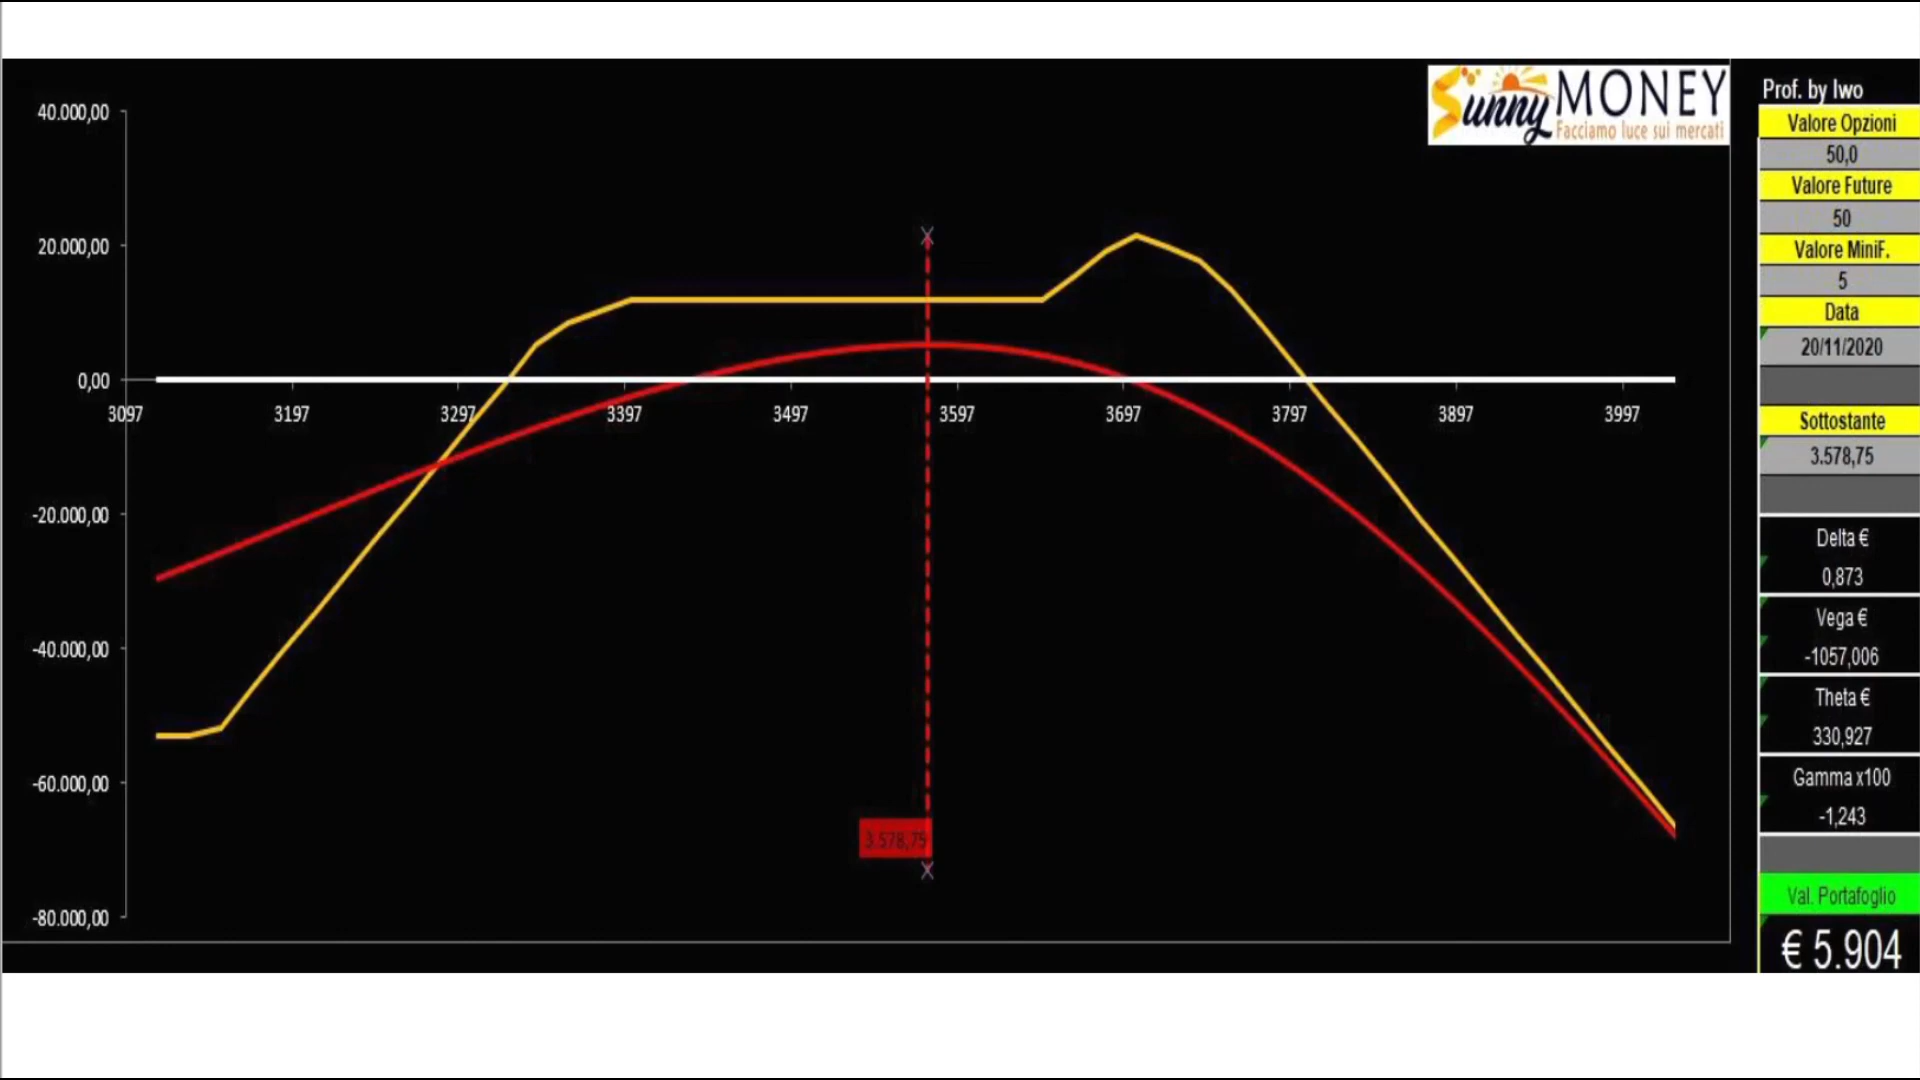 Sunny MONEY
Facciamo luce sui mercati
40.000,00
20.000,00
0,00
-20.000,00
-40.000,00
-60.000,00
-80.000,00
3097 3197 3297 3397 3497 3597 3697 3797 3897 3997
3.578,75
Prof. by Iwo
Valore Opzioni
50,0
Valore Future
50
Valore MiniF.
5
Data
20/11/2020
Sottostante
3.578,75
Delta €
0,873
Vega €
-1057,006
Theta €
330,927
Gamma x100
-1,243
Val. Portafoglio
€ 5.904